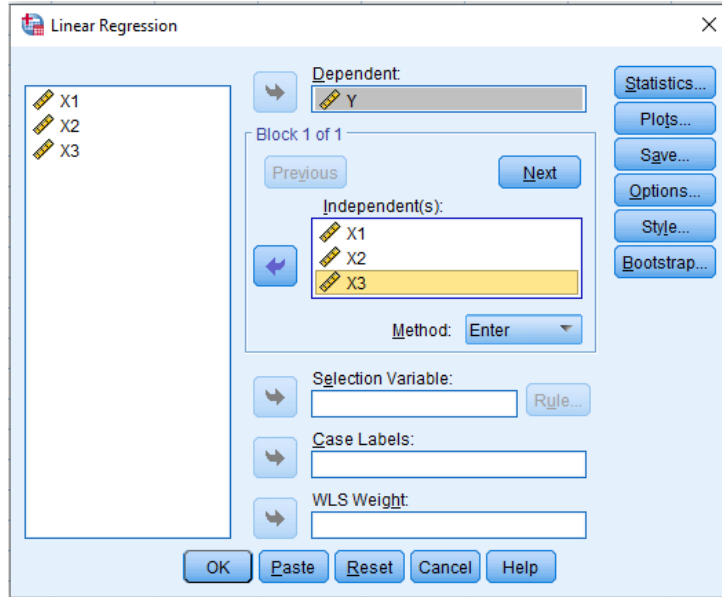 Linear Regression
X1
X2
X3
Dependent:
Y
Block 1 of 1
Previous
Next
Independent(s):
X1
X2
X3
Method:
Enter
Selection Variable:
Rule...
Case Labels:
WLS Weight:
Statistics...
Plots...
Save...
Options...
Style...
Bootstrap...
OK
Paste
Reset
Cancel
Help